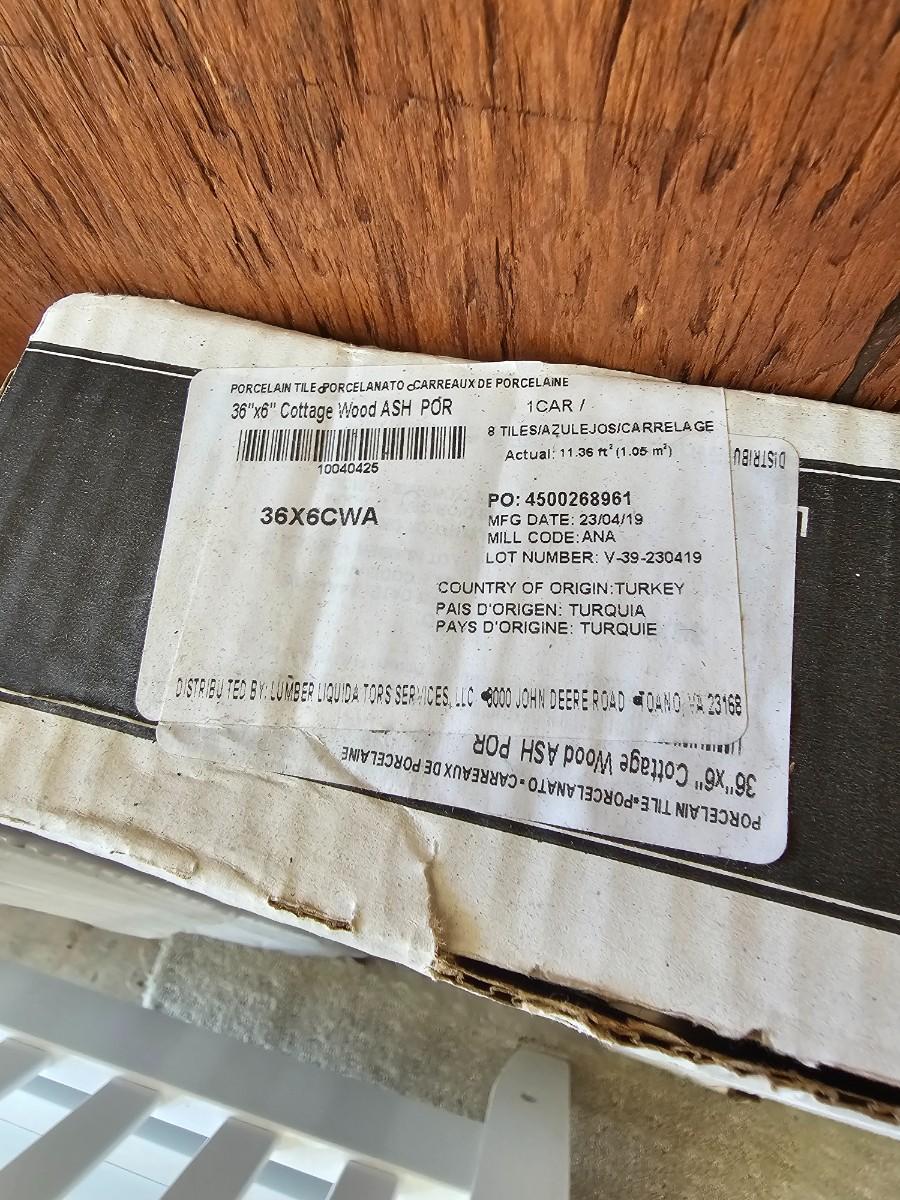 PORCELAIN TILE PORCELANATO CARREAUX DE PORCELAINE
36"x6" Cottage Wood ASH POR
1CAR /
8 TILES/AZULEJOS/CARRELAGE
Actual: 11.36 ft² (1.05 m²)
10040425
36X6CWA
PO: 4500268961
MFG DATE: 23/04/19
MILL CODE: ANA
LOT NUMBER: V-39-230419
COUNTRY OF ORIGIN: TURKEY
PAIS D'ORIGEN: TURQUIA
PAYS D'ORIGINE: TURQUIE
DISTRIBUTED BY: LUMBER LIQUIDATORS SERVICES, LLC 3000 JOHN DEERE ROAD TOANO, VA 23168
DISTRIBU
PORCELAIN TILE•PORCELANATO • CARREAUX DE PORCELAINE
36"x6" Cottage Wood ASH POR